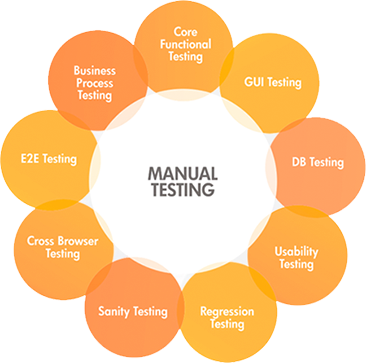 Core
Functional
Testing
GUI Testing
DB Testing
Usability
Testing
Regression
Testing
Sanity Testing
Cross Browser
Testing
E2E Testing
Business
Process
Testing
MANUAL
TESTING